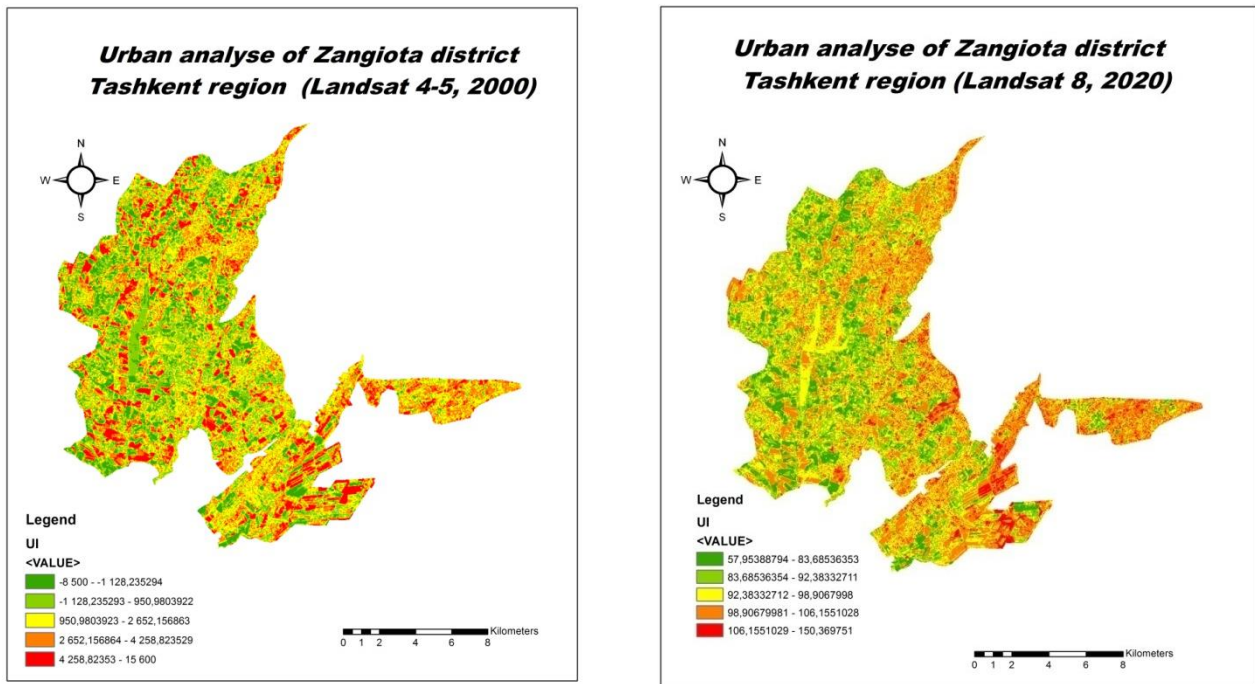 Urban analyse of Zangiota district
Tashkent region (Landsat 4-5, 2000)
N
W E
S
Legend
UI
<VALUE>
-8 500 - -1 128,235294
-1 128,235293 - 950,9803922
950,9803923 - 2 652,156863
2 652,156864 - 4 258,823529
4 258,82353 - 15 600
Kilometers
0 1 2 4 6 8
Urban analyse of Zangiota district
Tashkent region (Landsat 8, 2020)
N
W E
S
Legend
UI
<VALUE>
57,95388794 - 83,68536353
83,68536354 - 92,38332711
92,38332712 - 98,9067998
98,90679981 - 106,1551028
106,1551029 - 150,369751
Kilometers
0 1 2 4 6 8